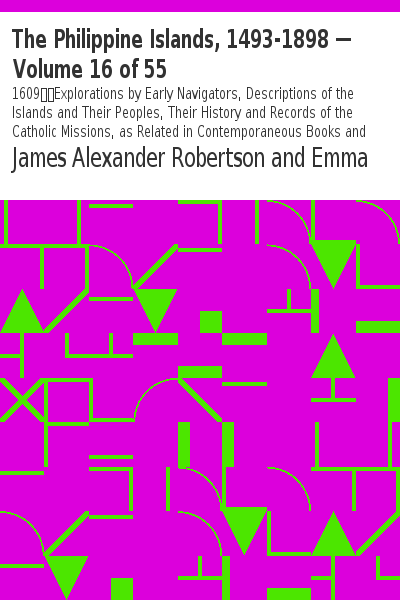 The Philippine Islands, 1493-1898 —
Volume 16 of 55
1609□□Explorations by Early Navigators, Descriptions of the
Islands and Their Peoples, Their History and Records of the
Catholic Missions, as Related in Contemporaneous Books and
James Alexander Robertson and Emma